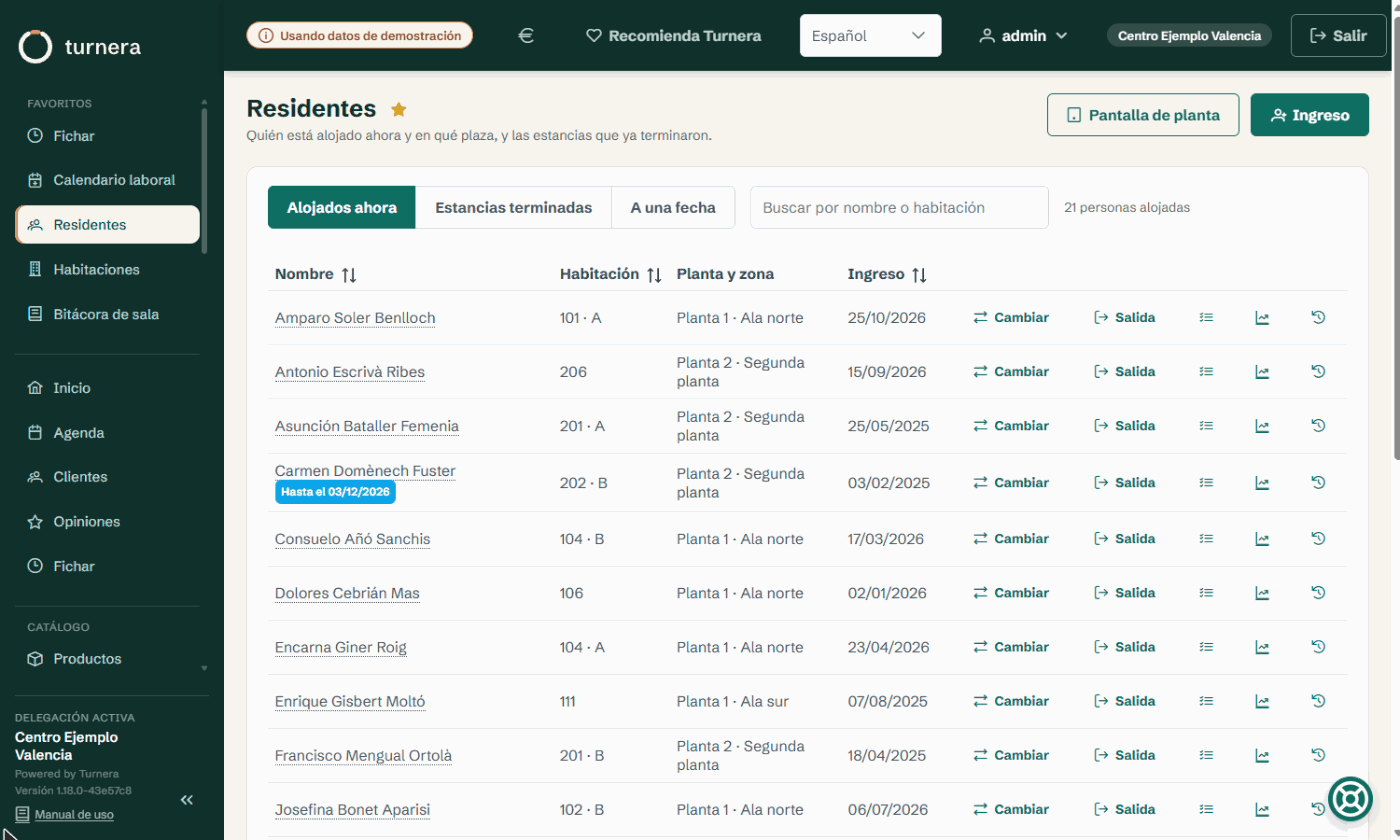 turnera
Usando datos de demostración
€
Recomienda Turnera
Español
admin
Centro Ejemplo Valencia
Salir
FAVORITOS
Fichar
Calendario laboral
Residentes
Habitaciones
Bitácora de sala
Inicio
Agenda
Clientes
Opiniones
Fichar
CATÁLOGO
Productos
DELEGACIÓN ACTIVA
Centro Ejemplo
Valencia
Powered by Turnera
Versión 1.18.0-43e57c8
Manual de uso
Residentes
Quién está alojado ahora y en qué plaza, y las estancias que ya terminaron.
Pantalla de planta
Ingreso
Alojados ahora
Estancias terminadas
A una fecha
Buscar por nombre o habitación
21 personas alojadas
Nombre Habitación Planta y zona Ingreso
Amparo Soler Benlloch 101 · A Planta 1 · Ala norte 25/10/2026 Cambiar Salida
Antonio Escrivà Ribes 206 Planta 2 · Segunda planta 15/09/2026 Cambiar Salida
Asunción Bataller Femenia 201 · A Planta 2 · Segunda planta 25/05/2025 Cambiar Salida
Carmen Domènech Fuster Hasta el 03/12/2026 202 · B Planta 2 · Segunda planta 03/02/2025 Cambiar Salida
Consuelo Añó Sanchis 104 · B Planta 1 · Ala norte 17/03/2026 Cambiar Salida
Dolores Cebrián Mas 106 Planta 1 · Ala norte 02/01/2026 Cambiar Salida
Encarna Giner Roig 104 · A Planta 1 · Ala norte 23/04/2026 Cambiar Salida
Enrique Gisbert Moltó 111 Planta 1 · Ala sur 07/08/2025 Cambiar Salida
Francisco Mengual Ortolà 201 · B Planta 2 · Segunda planta 18/04/2025 Cambiar Salida
Josefina Bonet Aparisi 102 · B Planta 1 · Ala norte 06/07/2026 Cambiar Salida